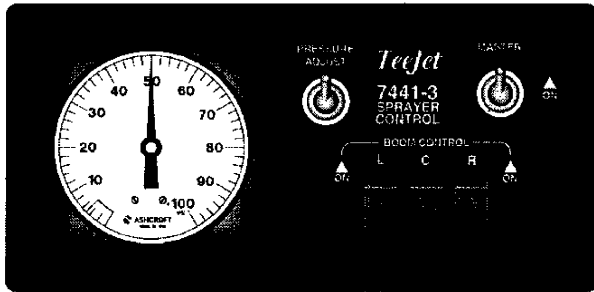 PRESSURE
ADJUST
TeeJet
MASTER
7441-3
SPRAYER
CONTROL
ON
BOOM CONTROL
L C R
ON
ON
10
20
30
40
50
60
70
80
90
100
ASHCROFT